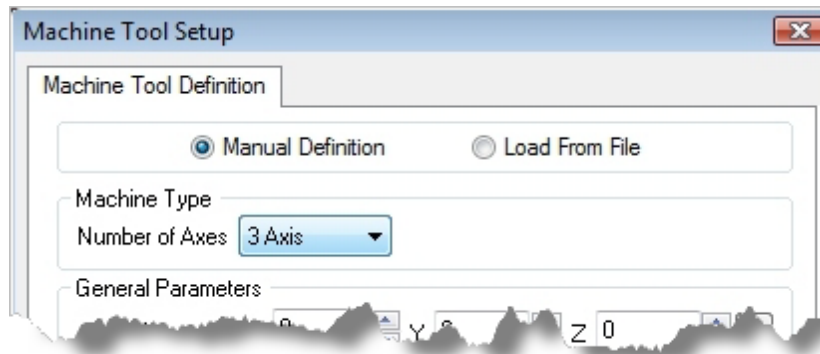 Machine Tool Setup
Machine Tool Definition
Manual Definition Load From File
Machine Type
Number of Axes 3 Axis
General Parameters
Y Z 0